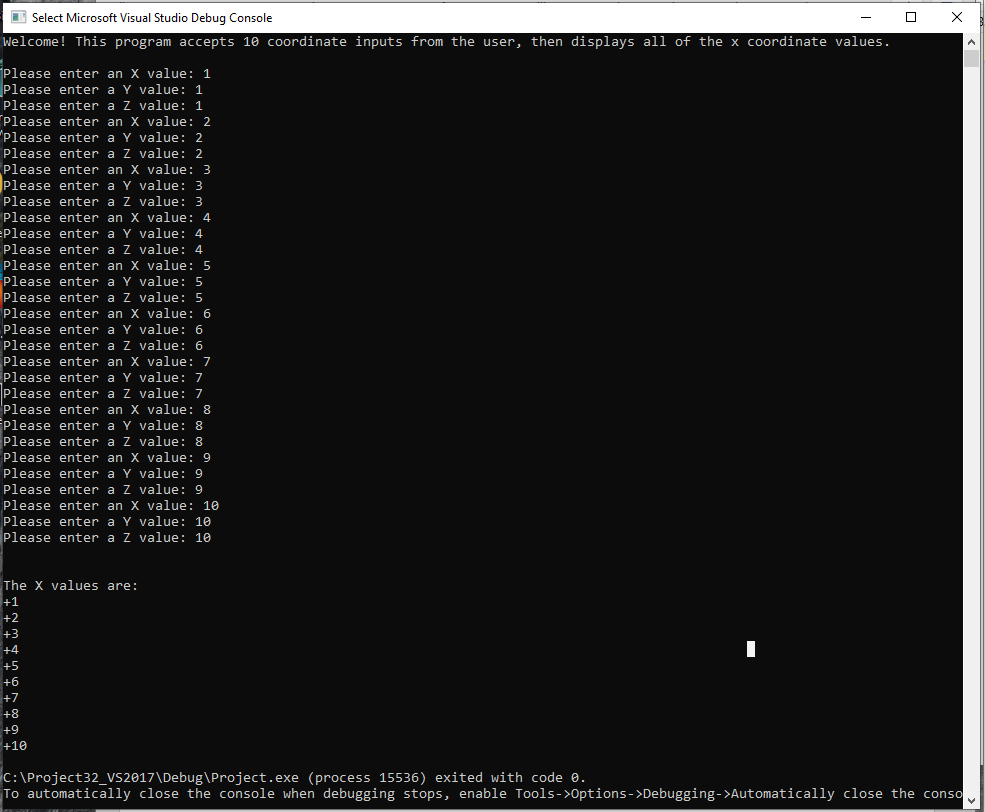 Select Microsoft Visual Studio Debug Console
Welcome! This program accepts 10 coordinate inputs from the user, then displays all of the x coordinate values.
Please enter an X value: 1
Please enter a Y value: 1
Please enter a Z value: 1
Please enter an X value: 2
Please enter a Y value: 2
Please enter a Z value: 2
Please enter an X value: 3
Please enter a Y value: 3
Please enter a Z value: 3
Please enter an X value: 4
Please enter a Y value: 4
Please enter a Z value: 4
Please enter an X value: 5
Please enter a Y value: 5
Please enter a Z value: 5
Please enter an X value: 6
Please enter a Y value: 6
Please enter a Z value: 6
Please enter an X value: 7
Please enter a Y value: 7
Please enter a Z value: 7
Please enter an X value: 8
Please enter a Y value: 8
Please enter a Z value: 8
Please enter an X value: 9
Please enter a Y value: 9
Please enter a Z value: 9
Please enter an X value: 10
Please enter a Y value: 10
Please enter a Z value: 10
The X values are:
+1
+2
+3
+4
+5
+6
+7
+8
+9
+10
C:\Project32_VS2017\Debug\Project.exe (process 15536) exited with code 0.
To automatically close the console when debugging stops, enable Tools->Options->Debugging->Automatically close the conso